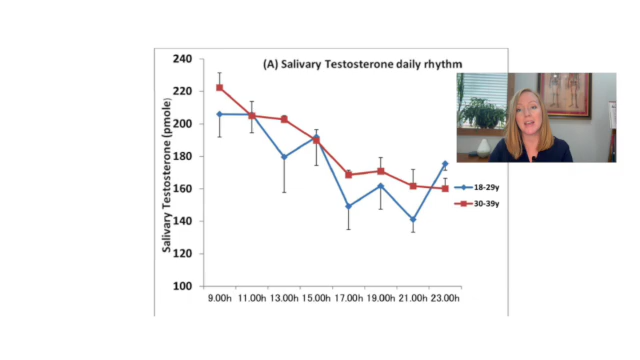 (A) Salivary Testosterone daily rhythm
Salivary Testosterone (pmole)
240
220
200
180
160
140
120
100
9.00h 11.00h 13.00h 15.00h 17.00h 19.00h 21.00h 23.00h
18-29y
30-39y